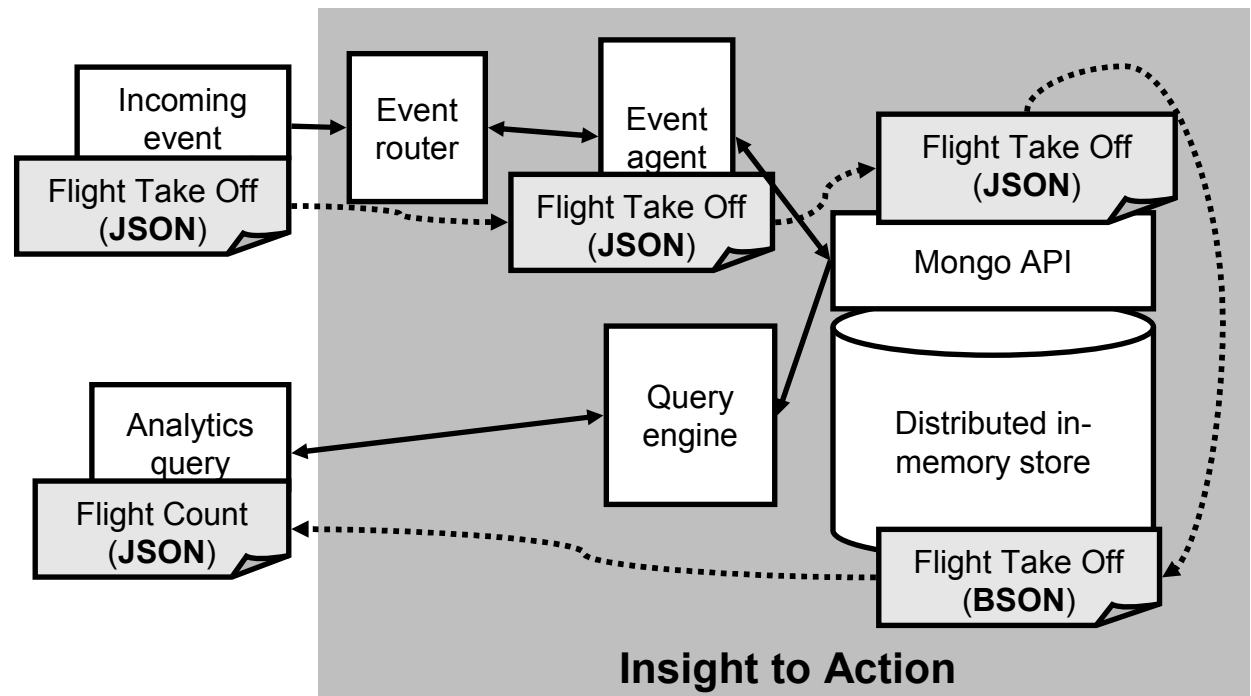 Incoming
event
Flight Take Off
(JSON)
Event
router
Event
agent
Flight Take Off
(JSON)
Flight Take Off
(JSON)
Mongo API
Analytics
query
Flight Count
(JSON)
Query
engine
Distributed in-
memory store
Flight Take Off
(BSON)
Insight to Action